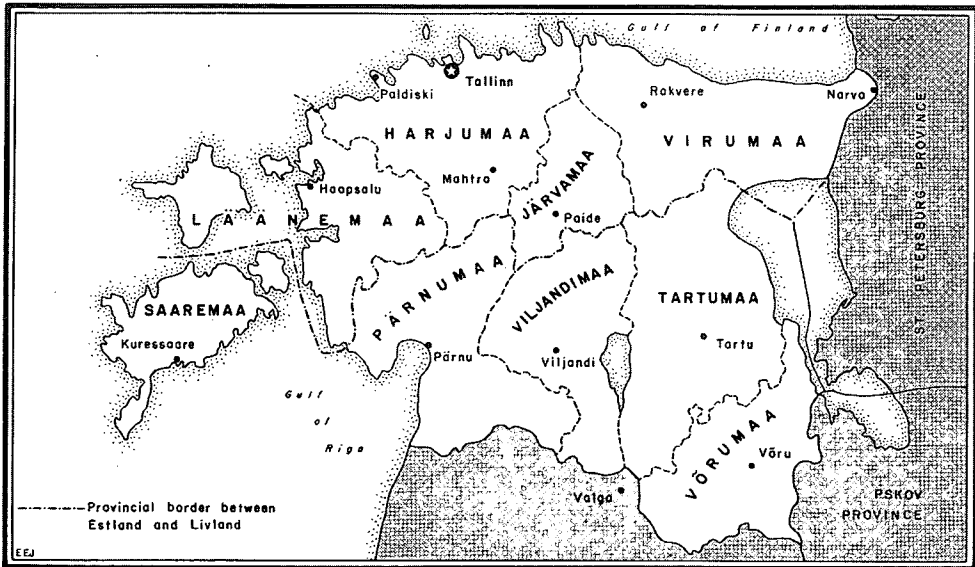 Gulf of Finland
Tallinn
Paldiski
Rakvere
Narva
HARJUMAA
VIRUMAA
ST PETERSBURG PROVINCE
Mahtra
JÄRVAMAA
Haapsalu
Paide
LÄÄNEMAA
PÄRNUMAA
VILJANDIMAA
TARTUMAA
SAAREMAA
Kuressaare
Pärnu
Viljandi
Tartu
Gulf
of
Riga
VÕRUMAA
Võru
Valga
PSKOV
PROVINCE
Provincial border between
Estland and Livland
EEJ